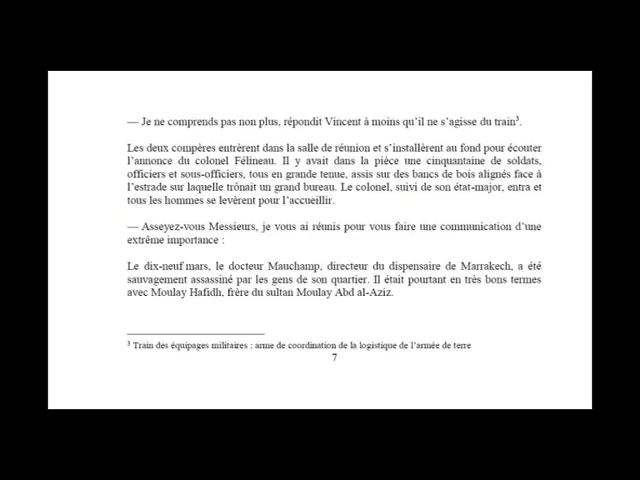 — Je ne comprends pas non plus, répondit Vincent à moins qu'il ne s'agisse du train³.
Les deux compères entrèrent dans la salle de réunion et s'installèrent au fond pour écouter
l'annonce du colonel Félineau. Il y avait dans la pièce une cinquantaine de soldats,
officiers et sous-officiers, tous en grande tenue, assis sur des bancs de bois alignés face à
l'estrade sur laquelle trônait un grand bureau. Le colonel, suivi de son état-major, entra et
tous les hommes se levèrent pour l'accueillir.
— Asseyez-vous Messieurs, je vous ai réunis pour vous faire une communication d'une
extrême importance :
Le dix-neuf mars, le docteur Mauchamp, directeur du dispensaire de Marrakech, a été
sauvagement assassiné par les gens de son quartier. Il était pourtant en très bons termes
avec Moulay Hafidh, frère du sultan Moulay Abd al-Aziz.
³ Train des équipages militaires : arme de coordination de la logistique de l'armée de terre
7